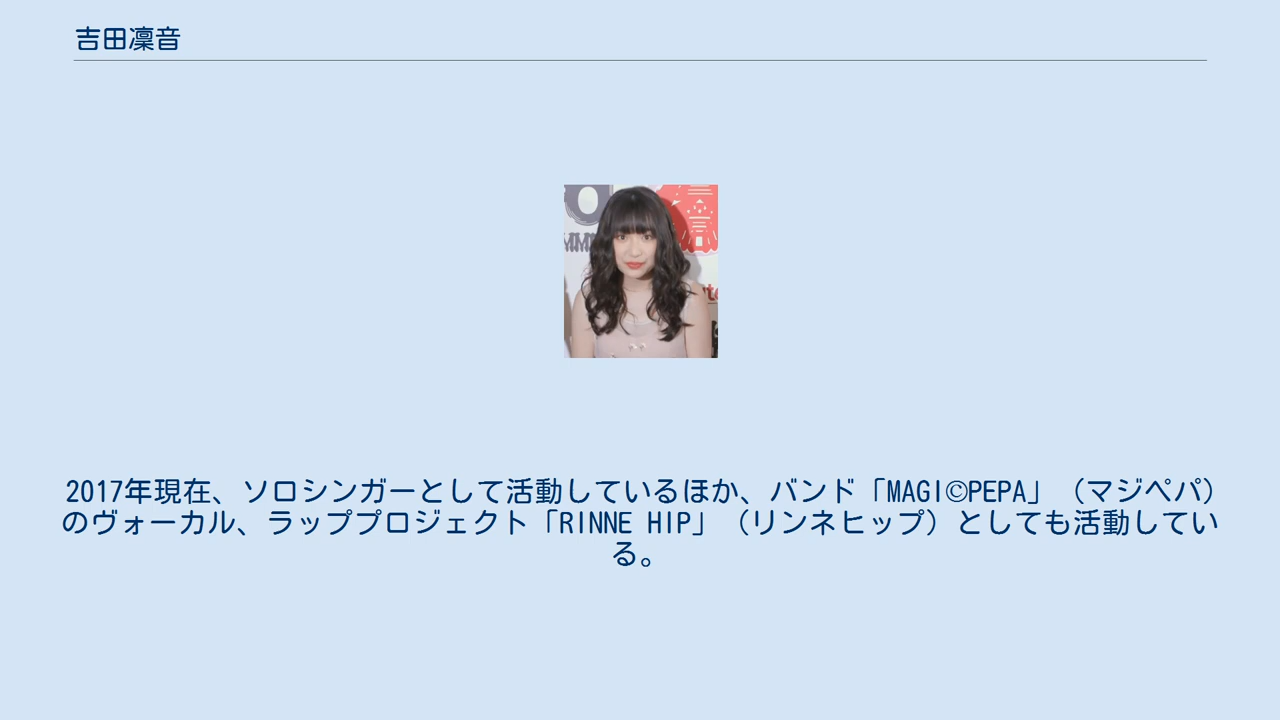 吉田凜音
2017年現在、ソロシンガーとして活動しているほか、バンド「MAGI©PEPA」（マジペパ）
のヴォーカル、ラッププロジェクト「RINNE HIP」（リンネヒップ）としても活動してい
る。